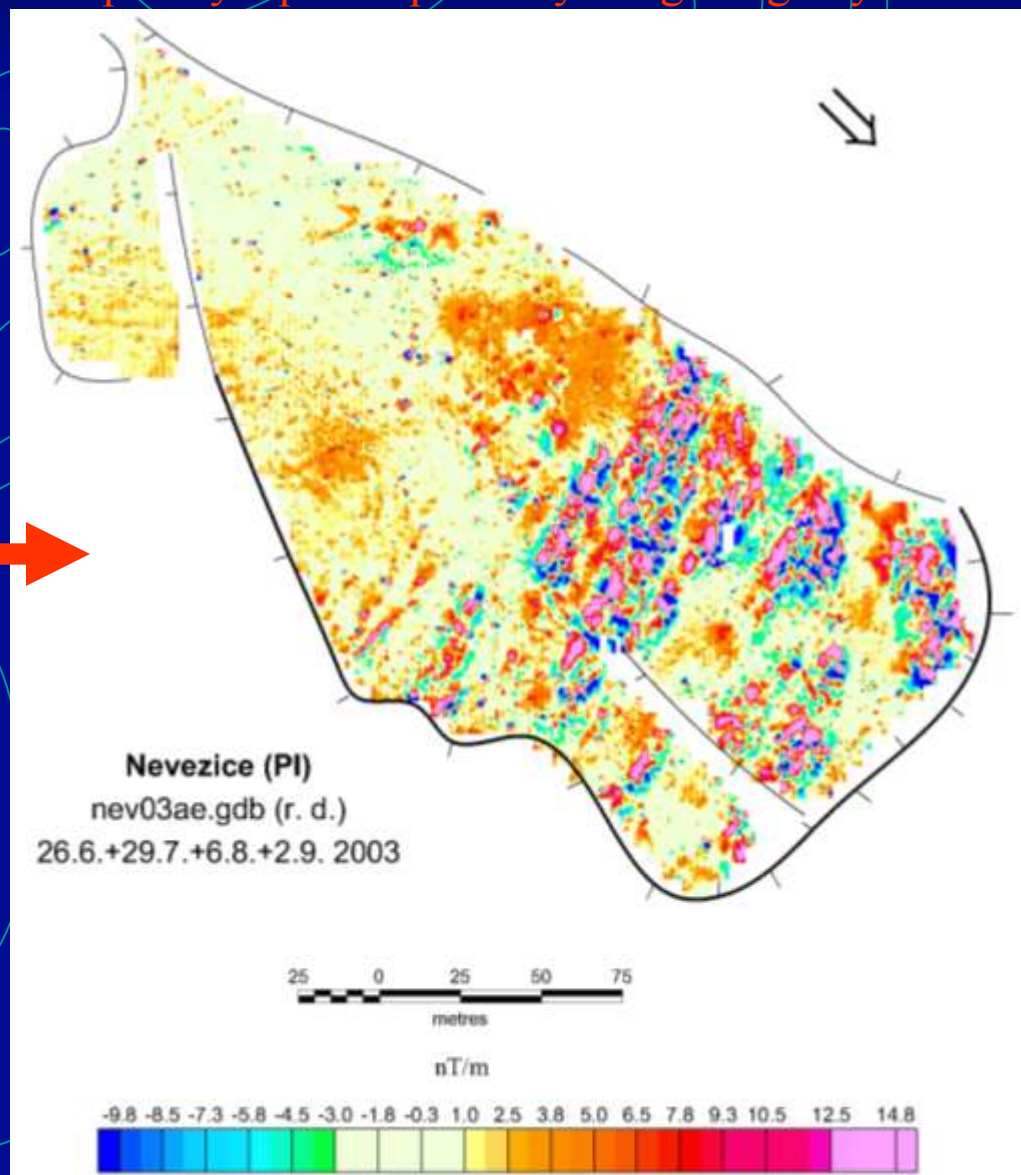 Nevezice (PI)
nev03ae.gdb (r. d.)
26.6.+29.7.+6.8.+2.9. 2003
25 0 25 50 75
metres
nT/m
-9.8 -8.5 -7.3 -5.8 -4.5 -3.0 -1.8 -0.3 1.0 2.5 3.8 5.0 6.5 7.8 9.3 10.5 12.5 14.8